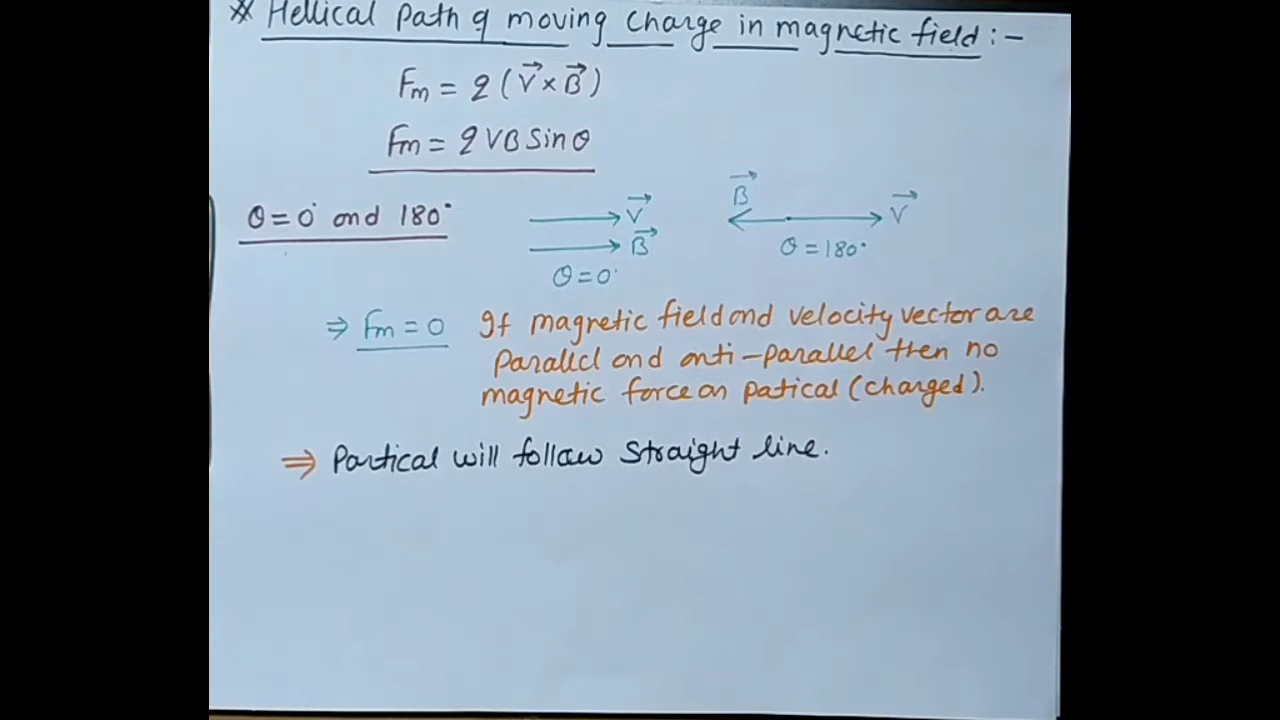 * Hellical Path of moving Charge in magnetic field :-
Fm = q (V⃗ × B⃗)
Fm = qVB Sinθ
θ = 0° and 180°
V⃗
B⃗
θ = 0°
B⃗
V⃗
θ = 180°
⇒ Fm = 0 If magnetic field and velocity vector are
Parallel and anti-parallel then no
magnetic force on patical (charged).
⇒ Partical will follow Straight line.